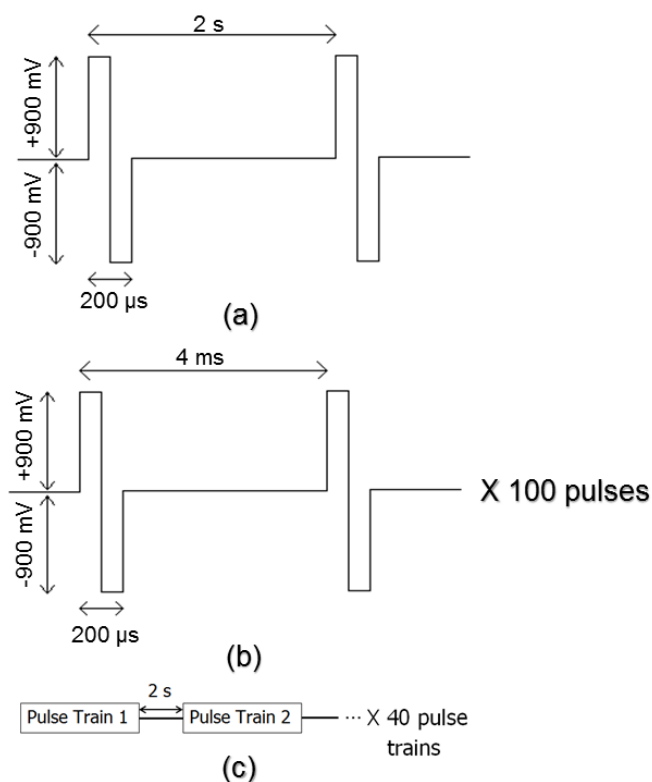 2 s
+900 mV
-900 mV
200 µs
(a)
4 ms
+900 mV
-900 mV
X 100 pulses
200 µs
(b)
2 s
Pulse Train 1
Pulse Train 2
... X 40 pulse
trains
(c)